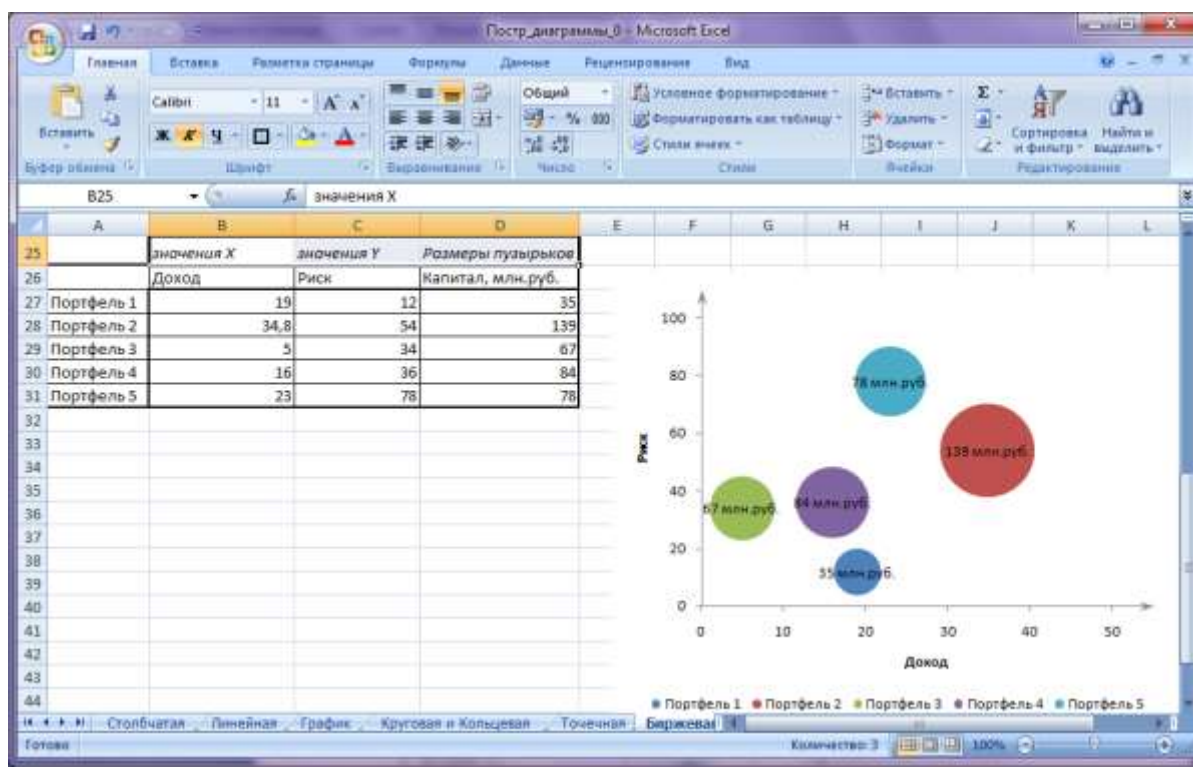 Постр_диаграммы_0 - Microsoft Excel
Главная Вставка Разметка страницы Формулы Данные Рецензирование Вид
Вставить
Calibri 11
Ж К Ч
Общий
% 000
Условное форматирование
Форматировать как таблицу
Стили ячеек
Вставить
Удалить
Формат
Σ
Сортировка и фильтр
Найти и выделить
Буфер обмена Шрифт Выравнивание Число Стили Ячейки Редактирование
B25 fx значения X
A B C D E F G H I J K L
25 значения X значения Y Размеры пузырьков
26 Доход Риск Капитал, млн.руб.
27 Портфель 1 19 12 35
28 Портфель 2 34,8 54 139
29 Портфель 3 5 34 67
30 Портфель 4 16 36 84
31 Портфель 5 23 78 78
32
33
34
35
36
37
38
39
40
41
42
43
44
100
80
60
40
20
0
Риск
78 млн.руб.
139 млн.руб.
67 млн.руб.
84 млн.руб.
35 млн.руб.
0 10 20 30 40 50
Доход
Портфель 1 Портфель 2 Портфель 3 Портфель 4 Портфель 5
Столбчатая Линейная График Круговая и Кольцевая Точечная Биржевая
Готово Количество: 3 100%